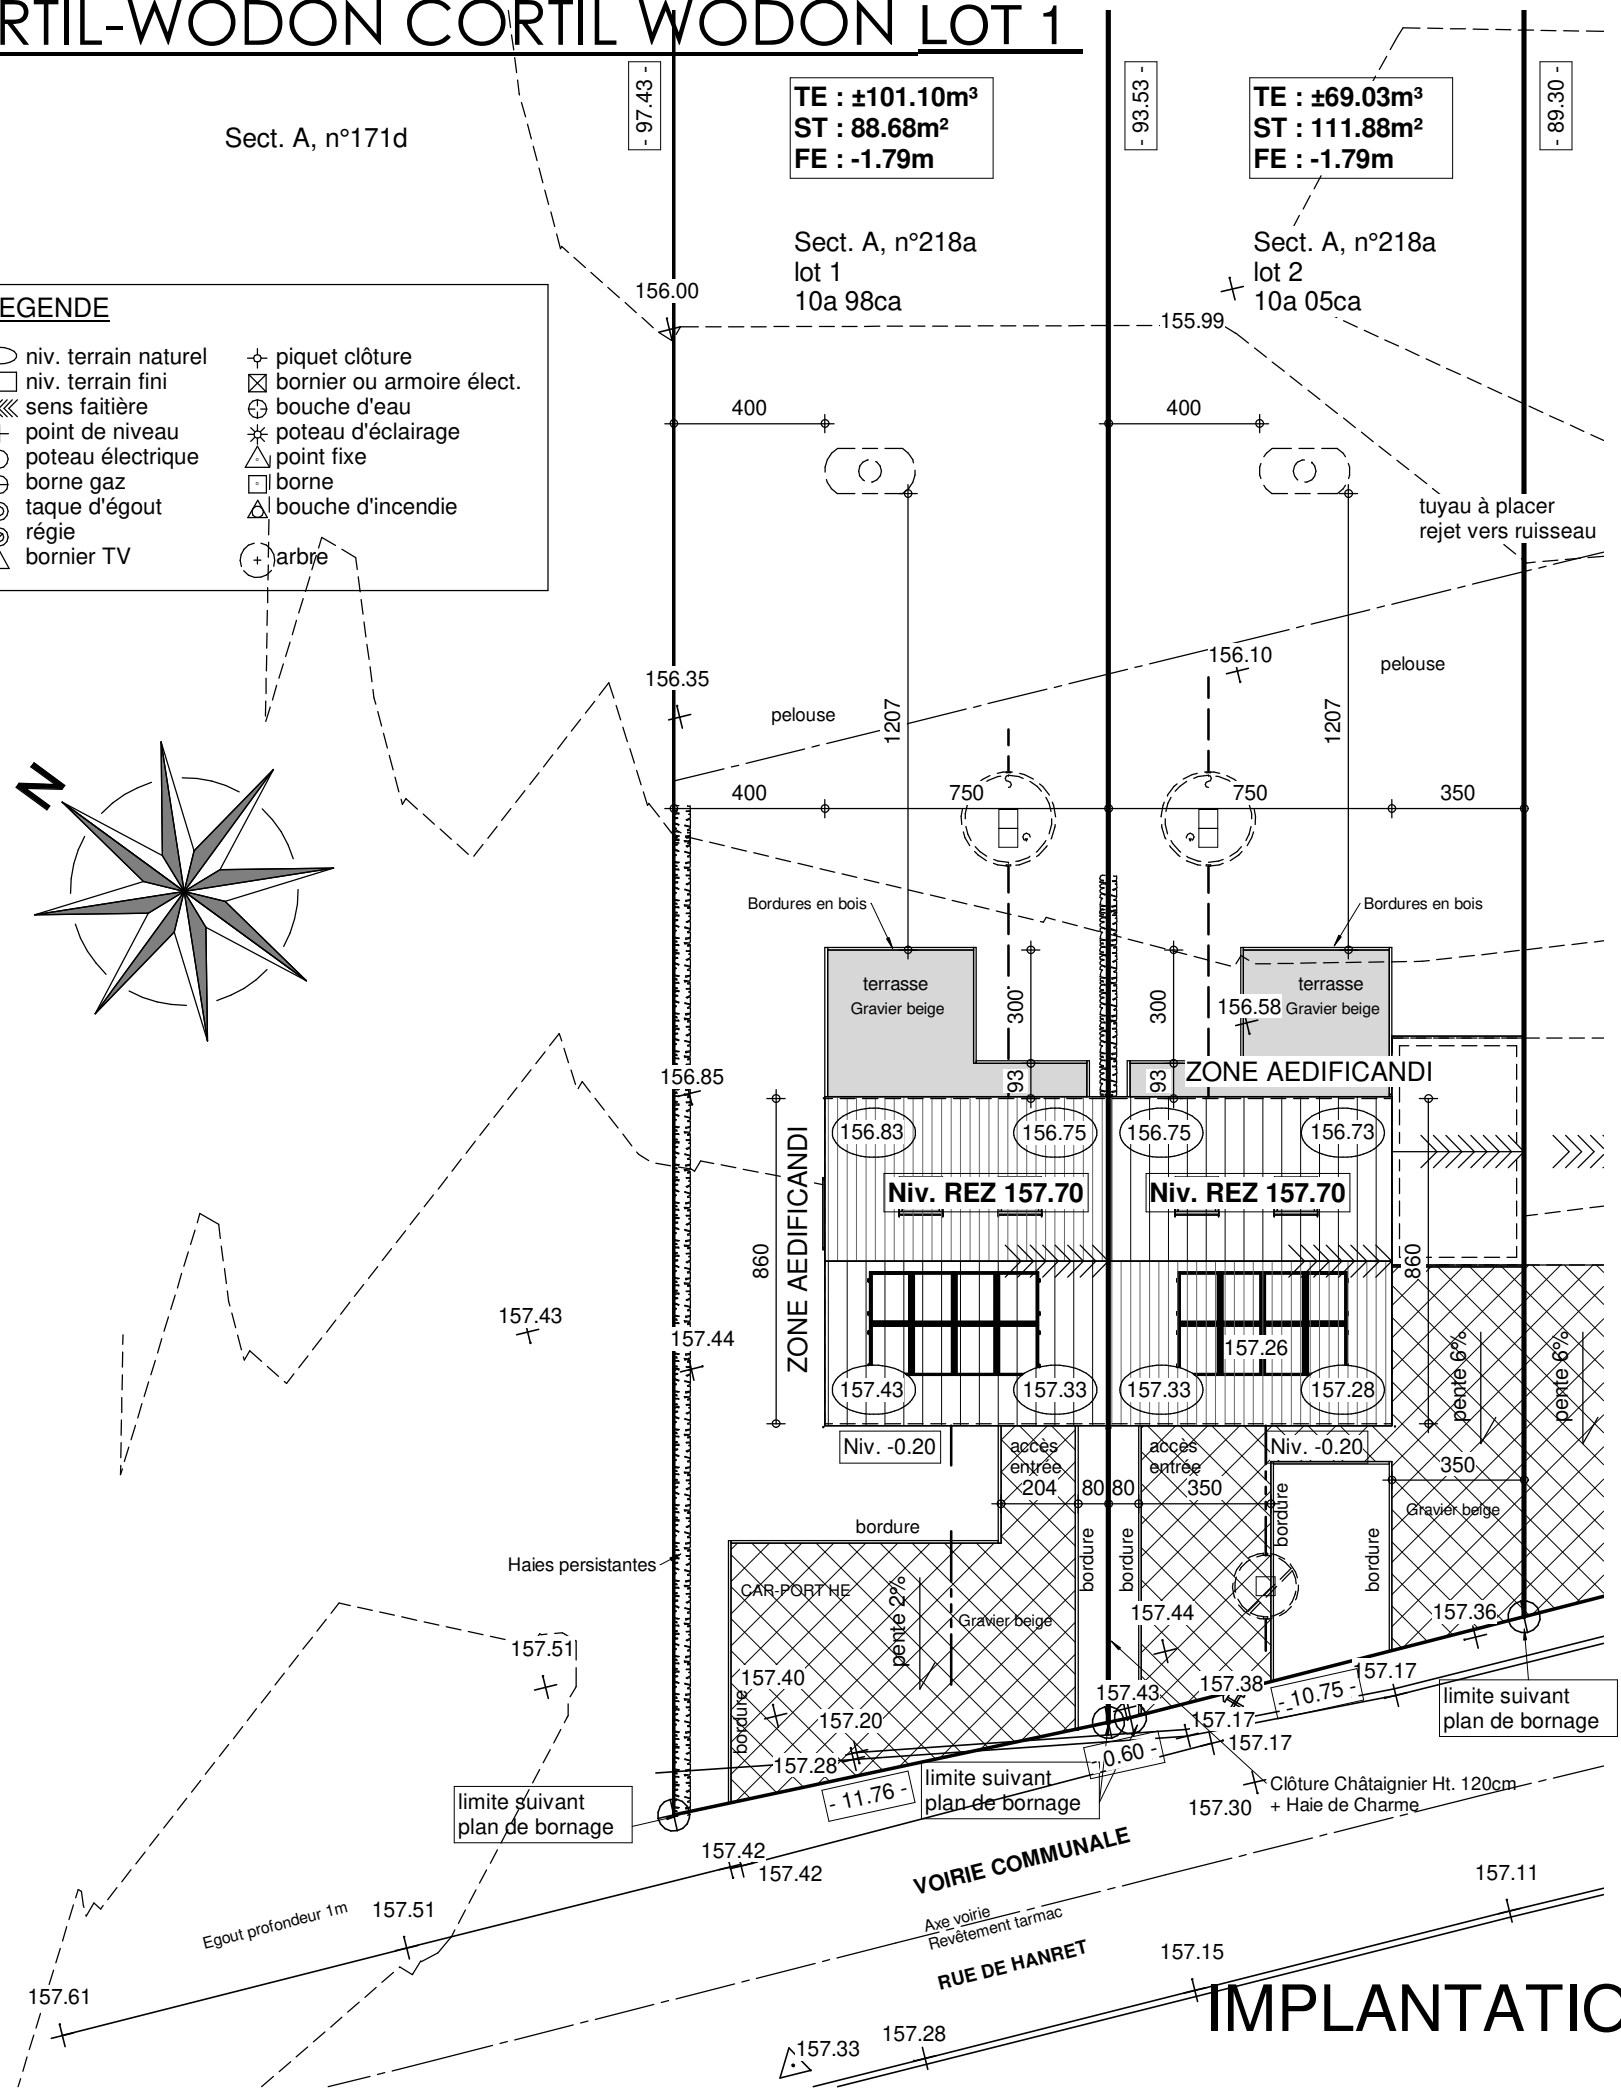 RTIL-WODON CORTIL WODON LOT 1
- 97.43 -
TE : ±101.10m³
ST : 88.68m²
FE : -1.79m
- 93.53 -
TE : ±69.03m³
ST : 111.88m²
FE : -1.79m
- 89.30 -
Sect. A, n°171d
Sect. A, n°218a
lot 1
10a 98ca
Sect. A, n°218a
lot 2
10a 05ca
156.00
155.99
EGENDE
niv. terrain naturel
niv. terrain fini
sens faitière
point de niveau
poteau électrique
borne gaz
taque d'égout
régie
bornier TV
piquet clôture
bornier ou armoire élect.
bouche d'eau
poteau d'éclairage
point fixe
borne
bouche d'incendie
arbre
400
400
tuyau à placer
rejet vers ruisseau
156.35
156.10
pelouse
pelouse
1207
1207
N
400
750
750
350
Bordures en bois
Bordures en bois
terrasse
Gravier beige
300
300
156.58
terrasse
Gravier beige
93
93
ZONE AEDIFICANDI
156.85
156.83
156.75
156.75
156.73
ZONE AEDIFICANDI
Niv. REZ 157.70
Niv. REZ 157.70
860
860
157.43
157.44
157.26
157.43
157.33
157.33
157.28
pente 6%
pente 6%
Niv. -0.20
accès
entrée
accès
entrée
Niv. -0.20
204
80
80
350
350
Gravier beige
bordure
bordure
bordure
bordure
bordure
Haies persistantes
CAR-PORT HE
pente 2%
Gravier beige
157.44
157.36
157.51
157.40
bordure
157.20
157.43
157.38
157.17
- 10.75 -
157.17
157.17
157.28
- 0.60 -
limite suivant
plan de bornage
limite suivant
plan de bornage
- 11.76 -
limite suivant
plan de bornage
Clôture Châtaignier Ht. 120cm
+ Haie de Charme
157.30
157.42
157.42
VOIRIE COMMUNALE
157.11
Egout profondeur 1m
157.51
Axe voirie
Revêtement tarmac
RUE DE HANRET
157.15
157.61
IMPLANTATIO
157.33
157.28